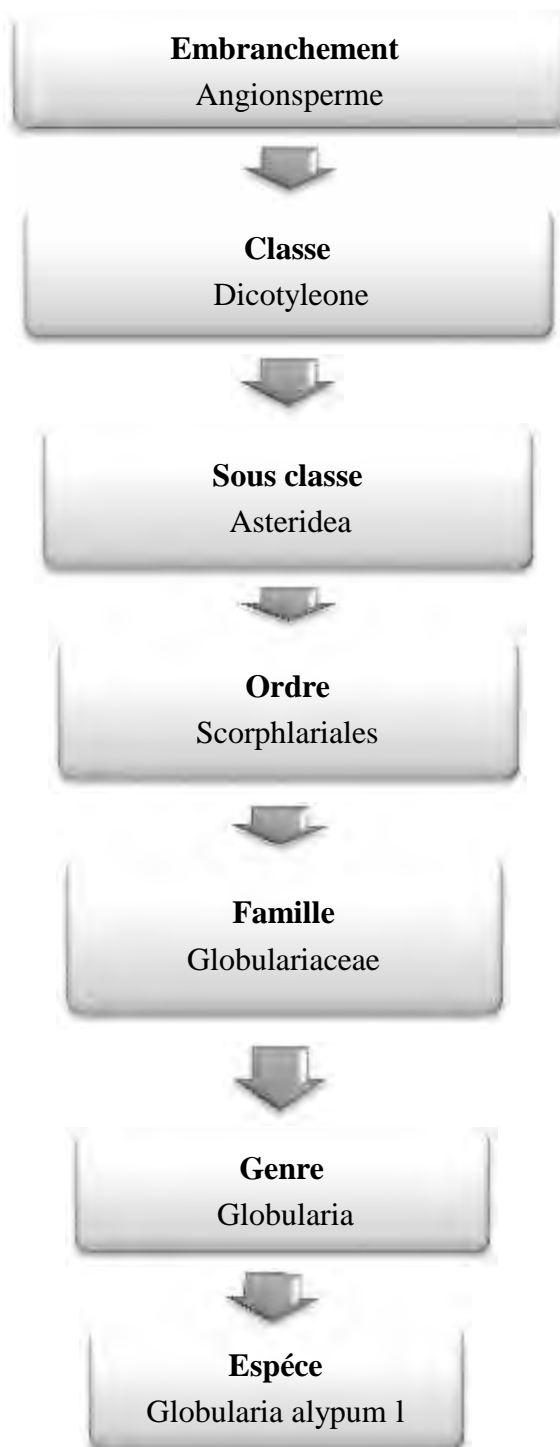 Embranchement
Angionsperme
Classe
Dicotyleone
Sous classe
Asteridea
Ordre
Scorphlariales
Famille
Globulariaceae
Genre
Globularia
Espéce
Globularia alypum l